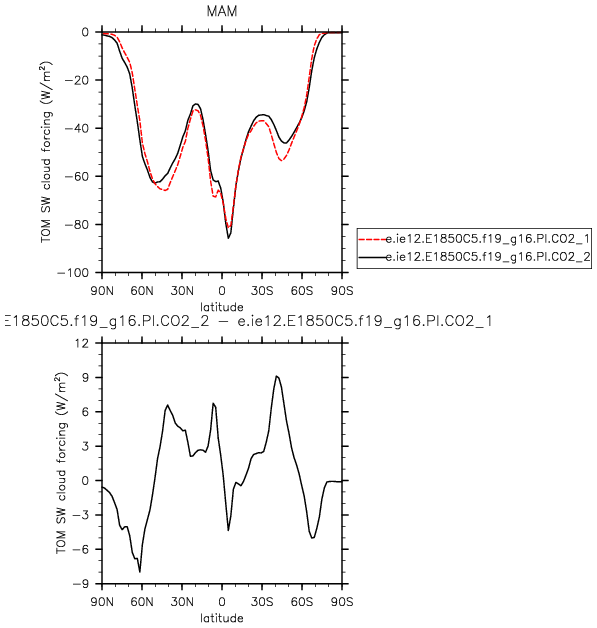 MAM
TOM SW cloud forcing (W/m²)
0
−20
−40
−60
−80
−100
90N 60N 30N 0 30S 60S 90S
latitude
e.ie12.E1850C5.f19_g16.PI.CO2_1
e.ie12.E1850C5.f19_g16.PI.CO2_2
E1850C5.f19_g16.PI.CO2_2 − e.ie12.E1850C5.f19_g16.PI.CO2_1
TOM SW cloud forcing (W/m²)
12
9
6
3
0
−3
−6
−9
90N 60N 30N 0 30S 60S 90S
latitude